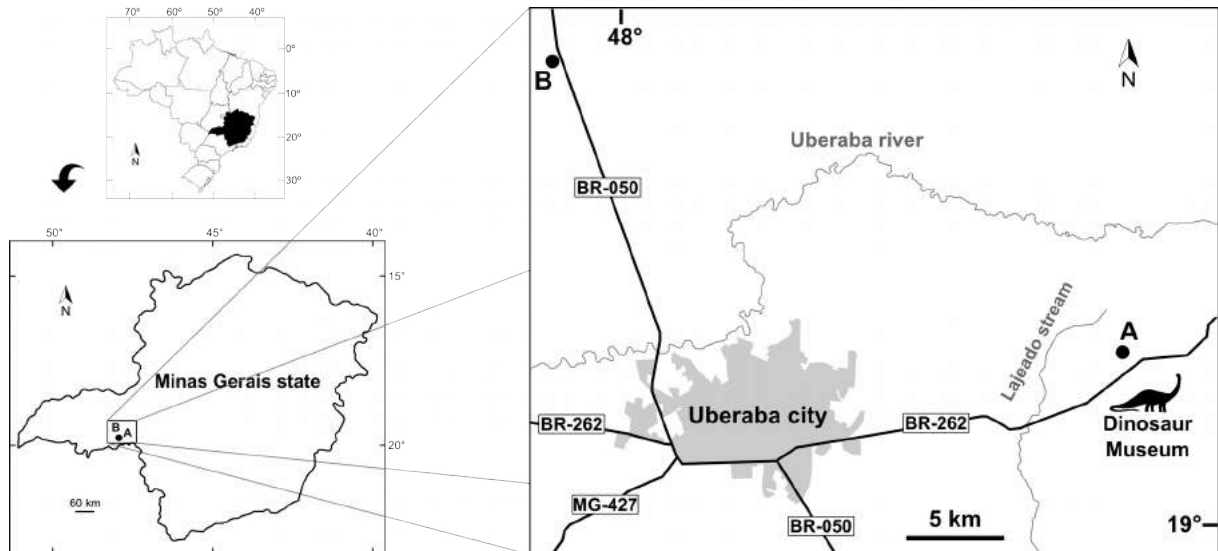 70° 60° 50° 40°
0°
10°
20°
30°
N
50° 45° 40°
15°
20°
N
Minas Gerais state
B
A
60 km
48°
B
N
Uberaba river
BR-050
Lajeado stream
A
Uberaba city
BR-262
BR-262
Dinosaur
Museum
MG-427
BR-050
5 km
19°